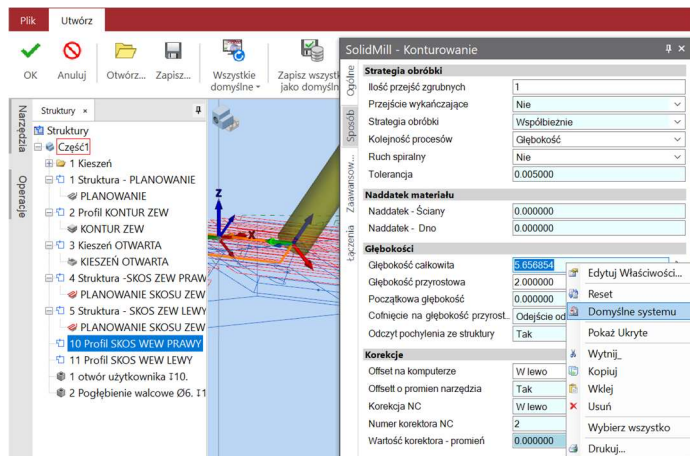 Plik Utwórz
OK Anuluj Otwórz... Zapisz... Wszystkie domyślne Zapisz wszystk jako domyśln
Narzędzia
Operacje
Struktury ×
Struktury
Część1
1 Kieszeń
1 Struktura - PLANOWANIE
PLANOWANIE
2 Profil KONTUR ZEW
KONTUR ZEW
3 Kieszeń OTWARTA
KIESZEŃ OTWARTA
4 Struktura -SKOS ZEW PRAW
PLANOWANIE SKOSU ZEW
5 Struktura - SKOS ZEW LEWY
PLANOWANIE SKOSU ZEW
10 Profil SKOS WEW PRAWY
11 Profil SKOS WEW LEWY
1 otwór użytkownika
2 Pogłębienie walcowe Ø6.
Z
X
SolidMill - Konturowanie
Ogólne
Sposób
Zaawansow...
Łączenia
Strategia obróbki
Ilość przejść zgrubnych 1
Przejście wykańczające Nie
Strategia obróbki Współbieżnie
Kolejność procesów Głębokość
Ruch spiralny Nie
Tolerancja 0.005000
Naddatek materiału
Naddatek - Ściany 0.000000
Naddatek - Dno 0.000000
Głębokości
Głębokość całkowita 5.656854
Głębokość przyrostowa 2.000000
Początkowa głębokość 0.000000
Cofnięcie na głębokość przyrost... Odejście od
Odczyt pochylenia ze struktury Tak
Korekcje
Offset na komputerze W lewo
Offsett o promien narzędzia Tak
Korekcja NC W lewo
Numer korektora NC 2
Wartość korektora - promień 0.000000
Edytuj Właściwości...
Reset
Domyślne systemu
Pokaż Ukryte
Wytnij_
Kopiuj
Wklej
Usuń
Wybierz wszystko
Drukuj...